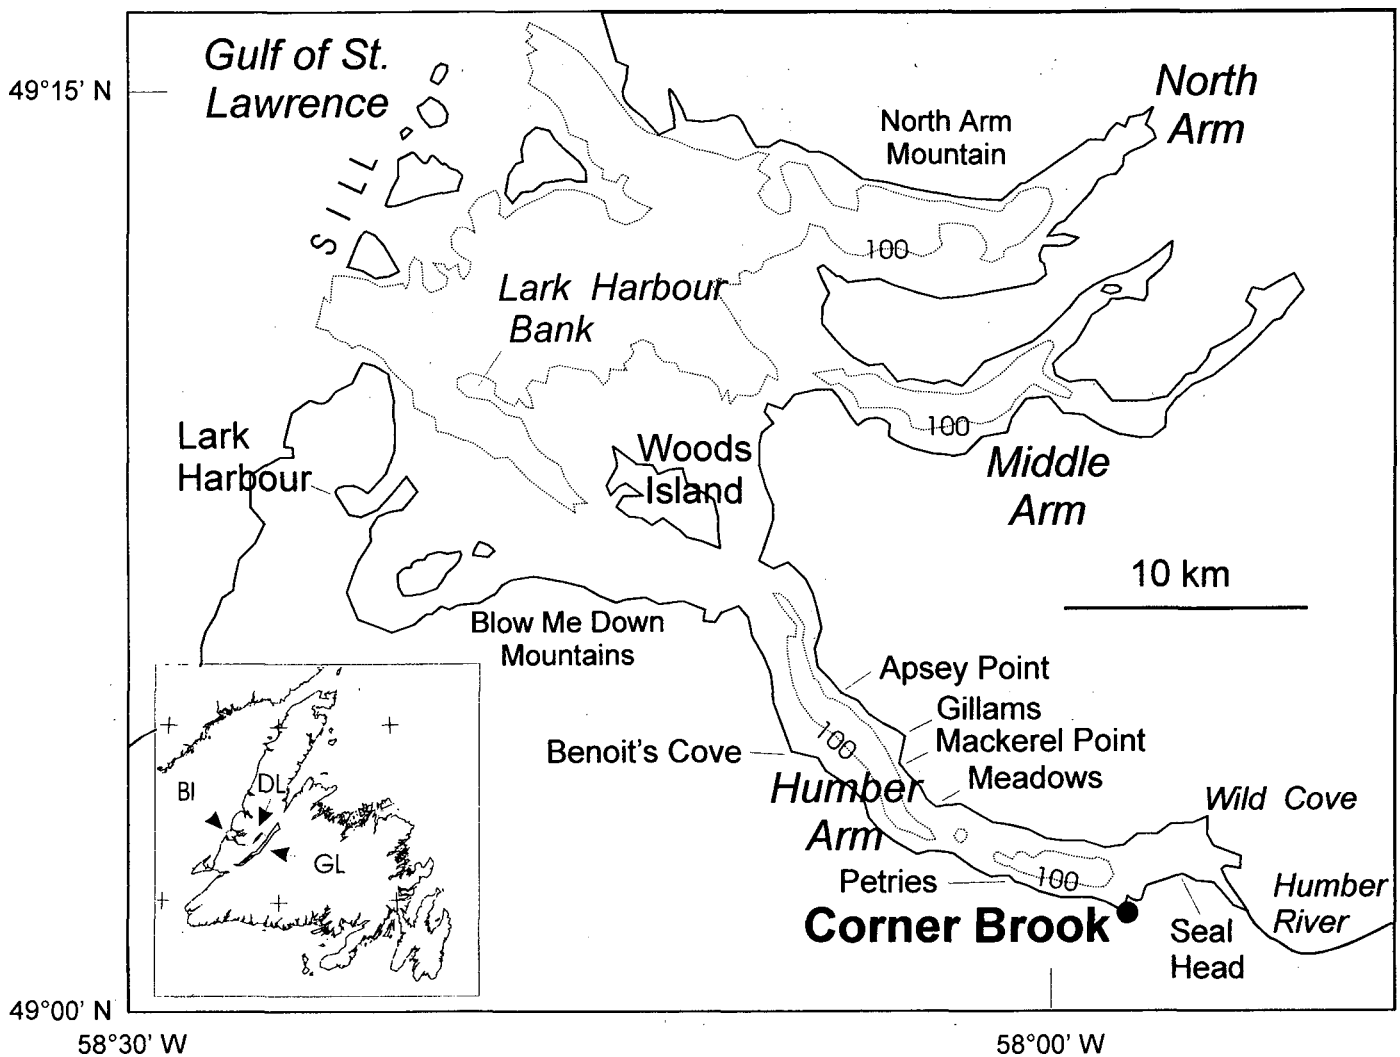 Gulf of St.
Lawrence
49°15' N
North
Arm
North Arm
Mountain
SILL
100
Lark Harbour
Bank
Lark
Harbour
Woods
Island
100
Middle
Arm
10 km
Blow Me Down
Mountains
Apsey Point
Gillams
Mackerel Point
Benoit's Cove
100
Meadows
Humber
Arm
Wild Cove
BI
DL
GL
Petries
100
Humber
River
Corner Brook
Seal
Head
49°00' N
58°30' W
58°00' W